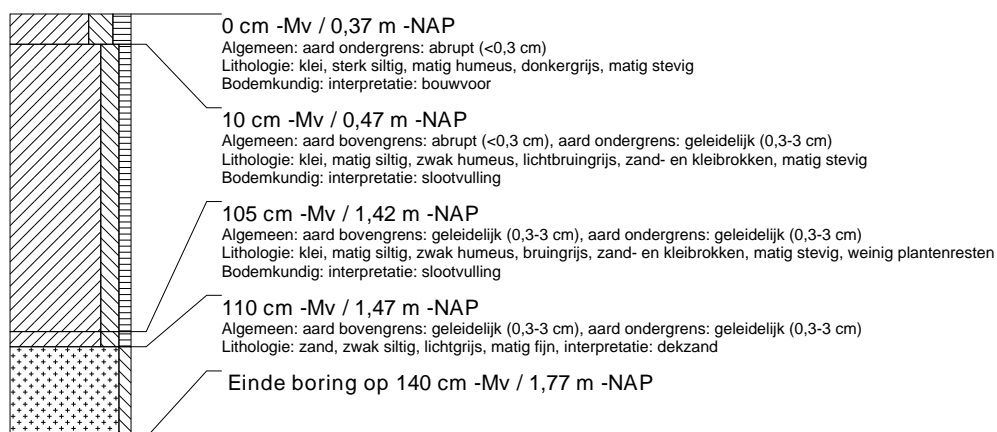 0 cm -Mv / 0,37 m -NAP
Algemeen: aard ondergrens: abrupt (<0,3 cm)
Lithologie: klei, sterk siltig, matig humeus, donkergrijs, matig stevig
Bodemkundig: interpretatie: bouwvoor
10 cm -Mv / 0,47 m -NAP
Algemeen: aard bovengrens: abrupt (<0,3 cm), aard ondergrens: geleidelijk (0,3-3 cm)
Lithologie: klei, matig siltig, zwak humeus, lichtbruingrijs, zand- en kleibrokken, matig stevig
Bodemkundig: interpretatie: slootvulling
105 cm -Mv / 1,42 m -NAP
Algemeen: aard bovengrens: geleidelijk (0,3-3 cm), aard ondergrens: geleidelijk (0,3-3 cm)
Lithologie: klei, matig siltig, zwak humeus, bruingrijs, zand- en kleibrokken, matig stevig, weinig plantenresten
Bodemkundig: interpretatie: slootvulling
110 cm -Mv / 1,47 m -NAP
Algemeen: aard bovengrens: geleidelijk (0,3-3 cm), aard ondergrens: geleidelijk (0,3-3 cm)
Lithologie: zand, zwak siltig, lichtgrijs, matig fijn, interpretatie: dekzand
Einde boring op 140 cm -Mv / 1,77 m -NAP